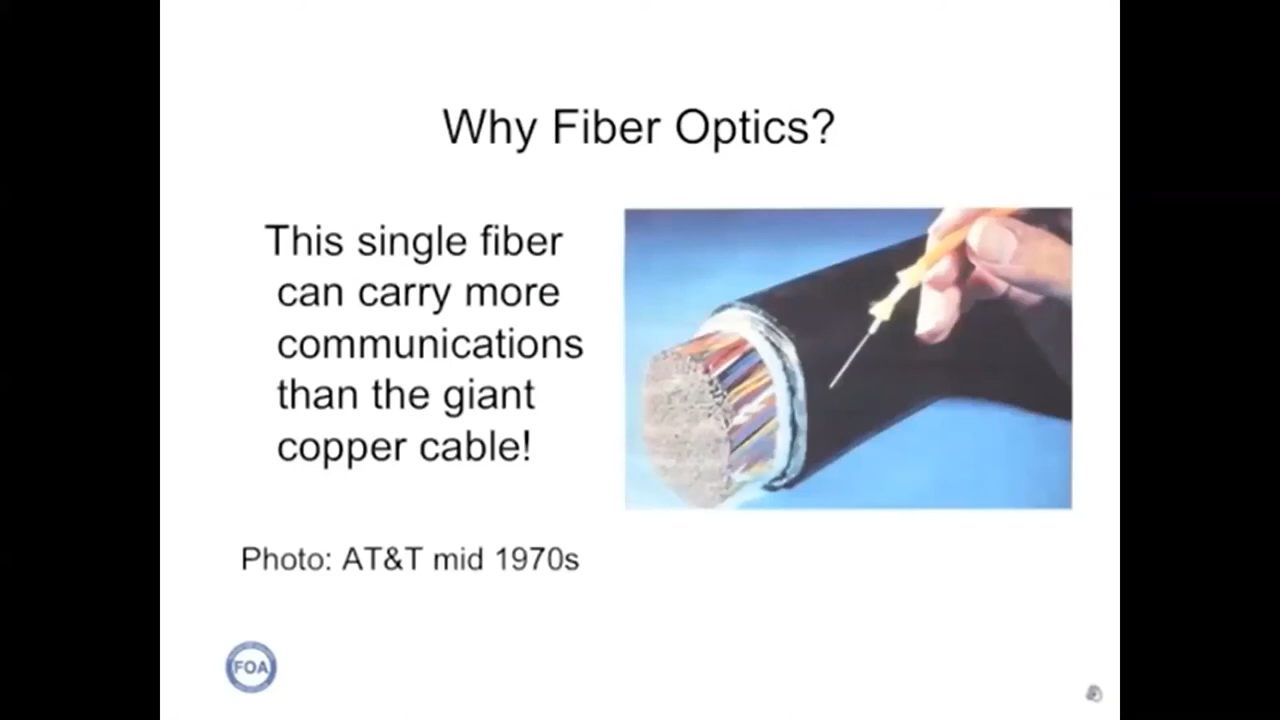 Why Fiber Optics?
This single fiber
can carry more
communications
than the giant
copper cable!
Photo: AT&T mid 1970s
FOA